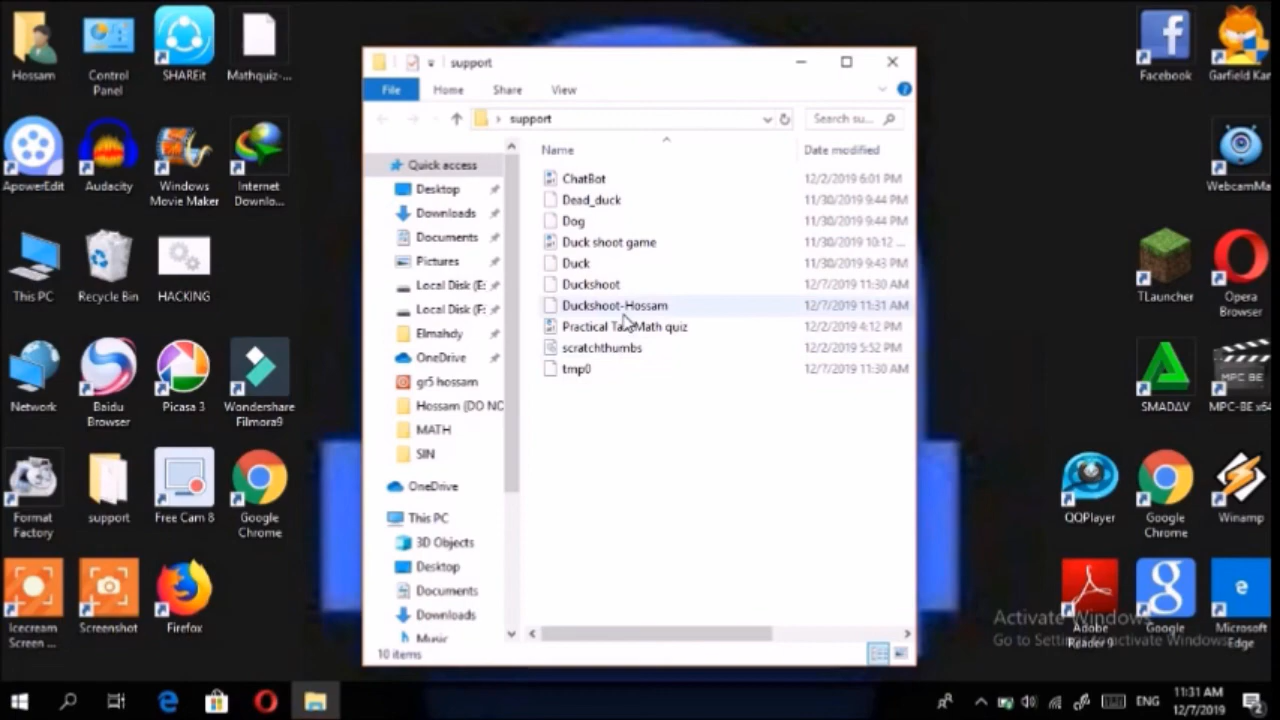 Hossam
Control
Panel
SHAREit
Mathquiz-...
ApowerEdit
Audacity
Windows
Movie Maker
Internet
Downlo...
This PC
Recycle Bin
HACKING
Network
Baidu
Browser
Picasa 3
Wondershare
Filmora9
Format
Factory
support
Free Cam 8
Google
Chrome
Icecream
Screen ...
Screenshot
Firefox
support
File
Home
Share
View
support
Search su...
Quick access
Desktop
Downloads
Documents
Pictures
Local Disk (E:
Local Disk (F:
Elmahdy
OneDrive
gr5 hossam
Hossam (DO NC
MATH
SIN
OneDrive
This PC
3D Objects
Desktop
Documents
Downloads
Music
Name Date modified
ChatBot 12/2/2019 6:01 PM
Dead_duck 11/30/2019 9:44 PM
Dog 11/30/2019 9:44 PM
Duck shoot game 11/30/2019 10:12 ...
Duck 11/30/2019 9:43 PM
Duckshoot 12/7/2019 11:30 AM
Duckshoot-Hossam 12/7/2019 11:31 AM
Practical Math quiz 12/2/2019 4:12 PM
scratchthumbs 12/2/2019 5:52 PM
tmp0 12/7/2019 11:30 AM
10 items
Facebook
Garfield Kar
WebcamMa
TLauncher
Opera
Browser
SMADAV
MPC BE
MPC-BE x64
QQPlayer
Google
Chrome
Winamp
Adobe
Reader 9
Google
Microsoft
Edge
Activate Windows
Go to Settings to activate Windows.
ENG
11:31 AM
12/7/2019
2